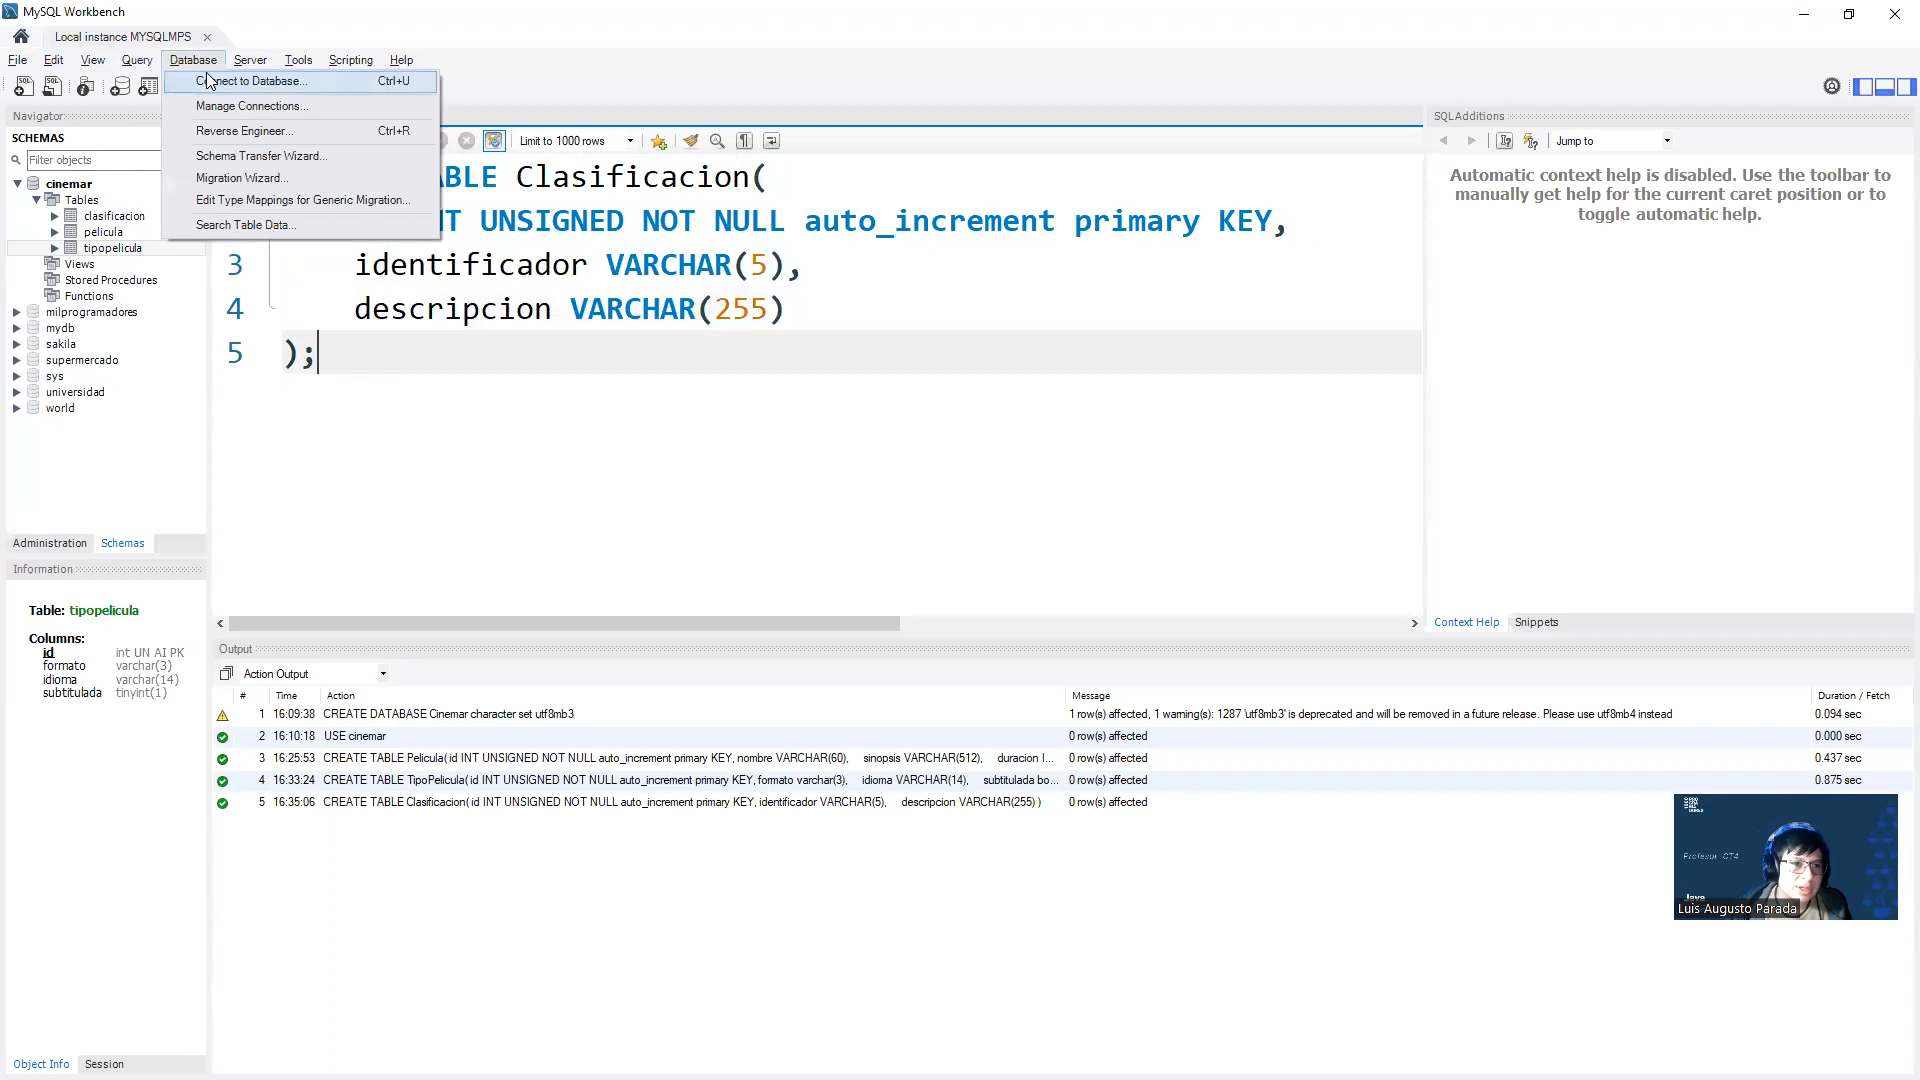 MySQL Workbench
Local instance MYSQLMPS
File Edit View Query Database Server Tools Scripting Help
Connect to Database... Ctrl+U
Manage Connections...
Reverse Engineer... Ctrl+R
Schema Transfer Wizard...
Migration Wizard...
Edit Type Mappings for Generic Migration...
Search Table Data...
Navigator
SCHEMAS
Filter objects
cinemar
Tables
clasificacion
pelicula
tipopelicula
Views
Stored Procedures
Functions
milprogramadores
mydb
sakila
supermercado
sys
universidad
world
Administration Schemas
Information
Table: tipopelicula
Columns:
id int UN AI PK
formato varchar(3)
idioma varchar(14)
subtitulada tinyint(1)
Object Info Session
Limit to 1000 rows
ABLE Clasificacion(
NT UNSIGNED NOT NULL auto_increment primary KEY,
3 identificador VARCHAR(5),
4 descripcion VARCHAR(255)
5 );
SQLAdditions
Jump to
Automatic context help is disabled. Use the toolbar to
manually get help for the current caret position or to
toggle automatic help.
Context Help Snippets
Output
Action Output
# Time Action Message Duration / Fetch
1 16:09:38 CREATE DATABASE Cinemar character set utf8mb3 1 row(s) affected, 1 warning(s): 1287 'utf8mb3' is deprecated and will be removed in a future release. Please use utf8mb4 instead 0.094 sec
2 16:10:18 USE cinemar 0 row(s) affected 0.000 sec
3 16:25:53 CREATE TABLE Pelicula( id INT UNSIGNED NOT NULL auto_increment primary KEY, nombre VARCHAR(60), sinopsis VARCHAR(512), duracion I... 0 row(s) affected 0.437 sec
4 16:33:24 CREATE TABLE TipoPelicula( id INT UNSIGNED NOT NULL auto_increment primary KEY, formato varchar(3), idioma VARCHAR(14), subtitulada bo... 0 row(s) affected 0.875 sec
5 16:35:06 CREATE TABLE Clasificacion( id INT UNSIGNED NOT NULL auto_increment primary KEY, identificador VARCHAR(5), descripcion VARCHAR(255) ) 0 row(s) affected
Profesor CT4
Java
Luis Augusto Parada